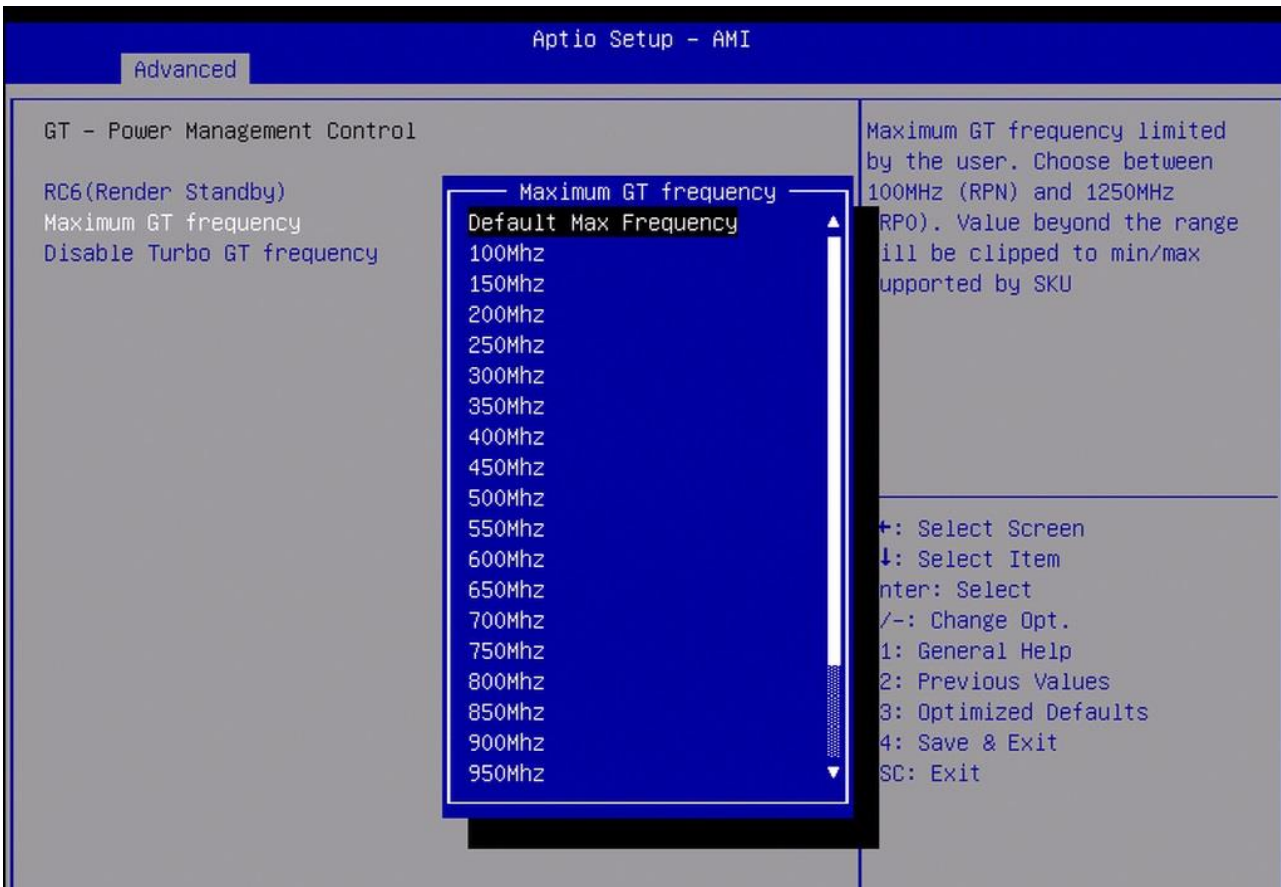 Aptio Setup - AMI
Advanced
GT - Power Management Control
RC6(Render Standby)
Maximum GT frequency
Disable Turbo GT frequency
Maximum GT frequency
Default Max Frequency
100Mhz
150Mhz
200Mhz
250Mhz
300Mhz
350Mhz
400Mhz
450Mhz
500Mhz
550Mhz
600Mhz
650Mhz
700Mhz
750Mhz
800Mhz
850Mhz
900Mhz
950Mhz
Maximum GT frequency limited
by the user. Choose between
100MHz (RPN) and 1250MHz
RP0). Value beyond the range
ill be clipped to min/max
upported by SKU
←: Select Screen
↓: Select Item
nter: Select
/-: Change Opt.
1: General Help
2: Previous Values
3: Optimized Defaults
4: Save & Exit
SC: Exit